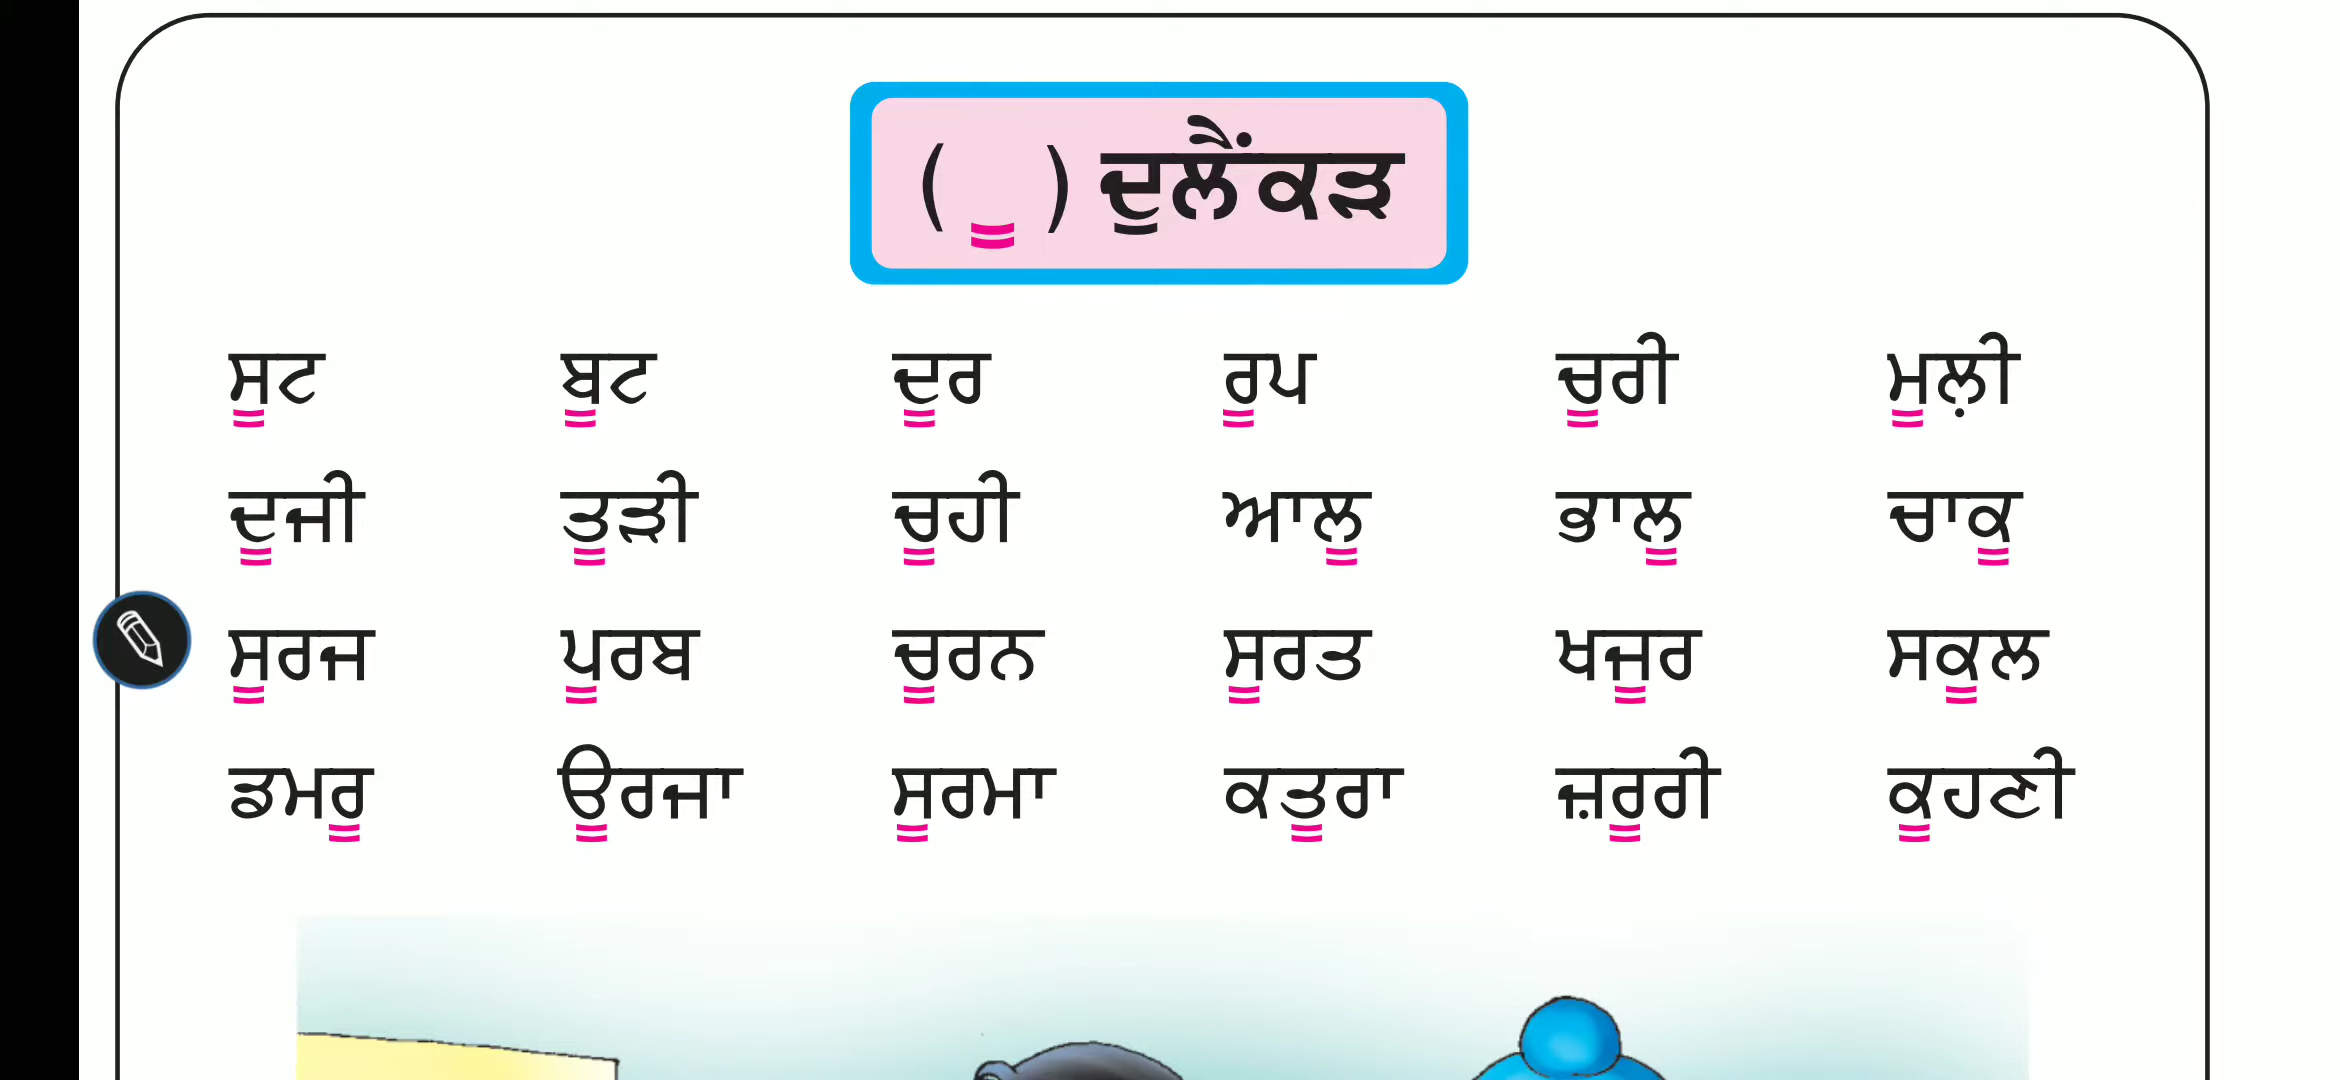 ( ੂ ) ਦੁਲੈਂਕੜ
ਸੂਟ ਬੂਟ ਦੂਰ ਰੂਪ ਚੂਰੀ ਮੂਲ਼ੀ
ਦੂਜੀ ਤੂੜੀ ਚੂਹੀ ਆਲੂ ਭਾਲੂ ਚਾਕੂ
ਸੂਰਜ ਪੂਰਬ ਚੂਰਨ ਸੂਰਤ ਖਜੂਰ ਸਕੂਲ
ਡਮਰੂ ਊਰਜਾ ਸੂਰਮਾ ਕਤੂਰਾ ਜ਼ਰੂਰੀ ਕੂਹਣੀ